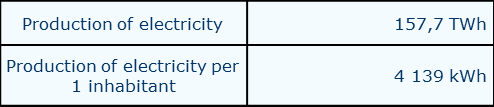 Production of electricity 157,7 TWh
Production of electricity per
1 inhabitant
4 139 kWh